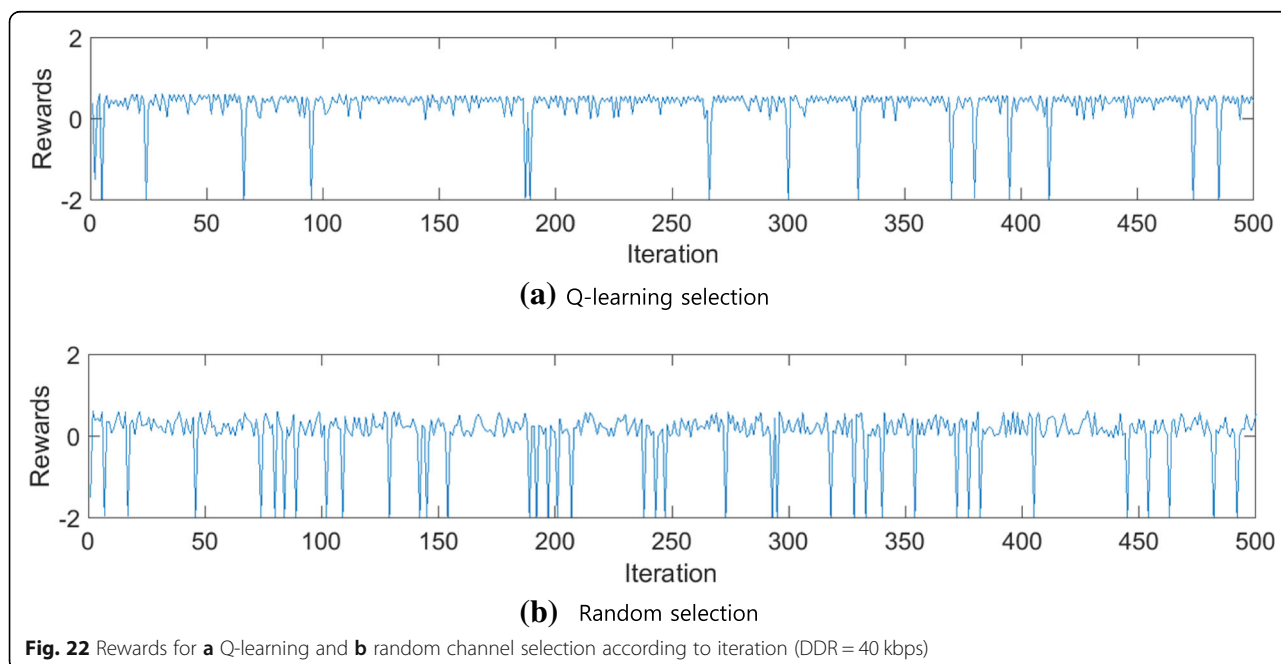 2
0
-2
Rewards
0 50 100 150 200 250 300 350 400 450 500
Iteration
(a) Q-learning selection
2
0
-2
Rewards
0 50 100 150 200 250 300 350 400 450 500
Iteration
(b) Random selection
Fig. 22 Rewards for a Q-learning and b random channel selection according to iteration (DDR = 40 kbps)